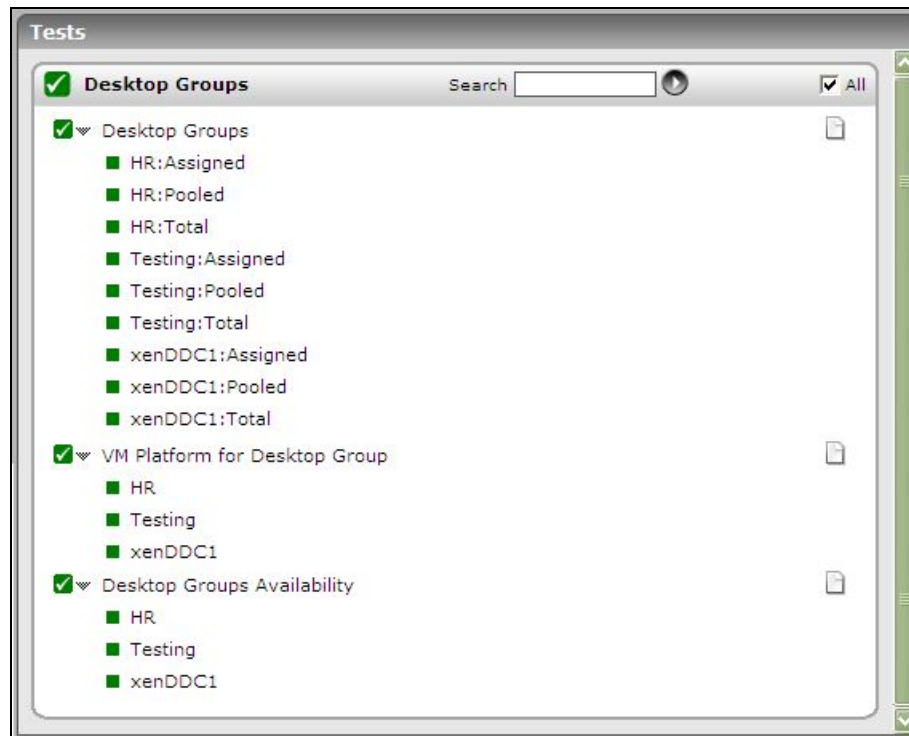 Tests
Desktop Groups Search All
Desktop Groups
HR:Assigned
HR:Pooled
HR:Total
Testing:Assigned
Testing:Pooled
Testing:Total
xenDDC1:Assigned
xenDDC1:Pooled
xenDDC1:Total
VM Platform for Desktop Group
HR
Testing
xenDDC1
Desktop Groups Availability
HR
Testing
xenDDC1